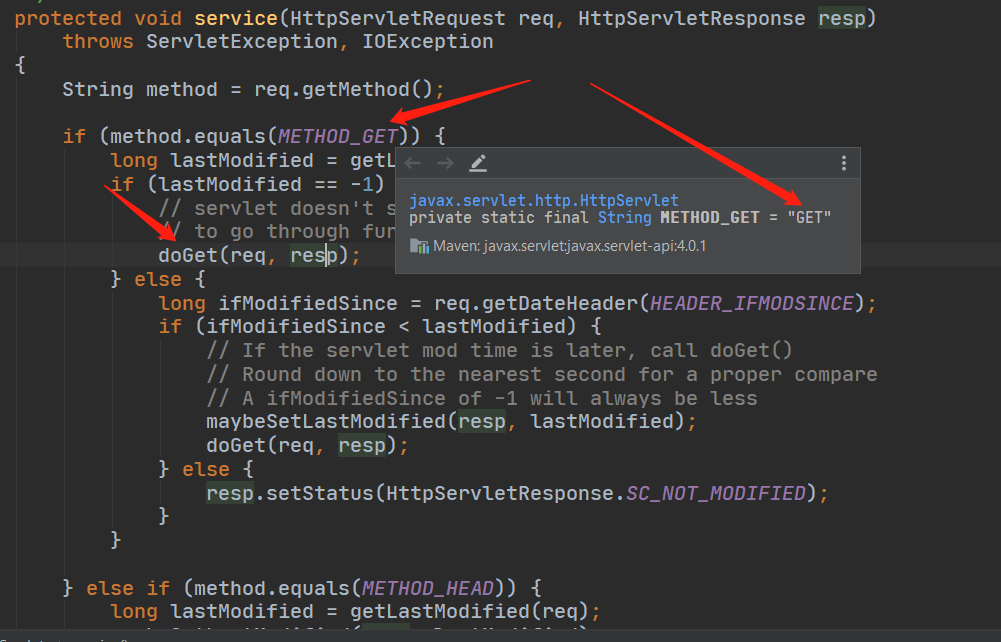 protected void service(HttpServletRequest req, HttpServletResponse resp)
throws ServletException, IOException
{
String method = req.getMethod();
if (method.equals(METHOD_GET)) {
long lastModified = getL
if (lastModified == -1)
// servlet doesn't s
// to go through fur
doGet(req, resp);
javax.servlet.http.HttpServlet
private static final String METHOD_GET = "GET"
Maven: javax.servlet:javax.servlet-api:4.0.1
} else {
long ifModifiedSince = req.getDateHeader(HEADER_IFMODSINCE);
if (ifModifiedSince < lastModified) {
// If the servlet mod time is later, call doGet()
// Round down to the nearest second for a proper compare
// A ifModifiedSince of -1 will always be less
maybeSetLastModified(resp, lastModified);
doGet(req, resp);
} else {
resp.setStatus(HttpServletResponse.SC_NOT_MODIFIED);
}
}
} else if (method.equals(METHOD_HEAD)) {
long lastModified = getLastModified(req);